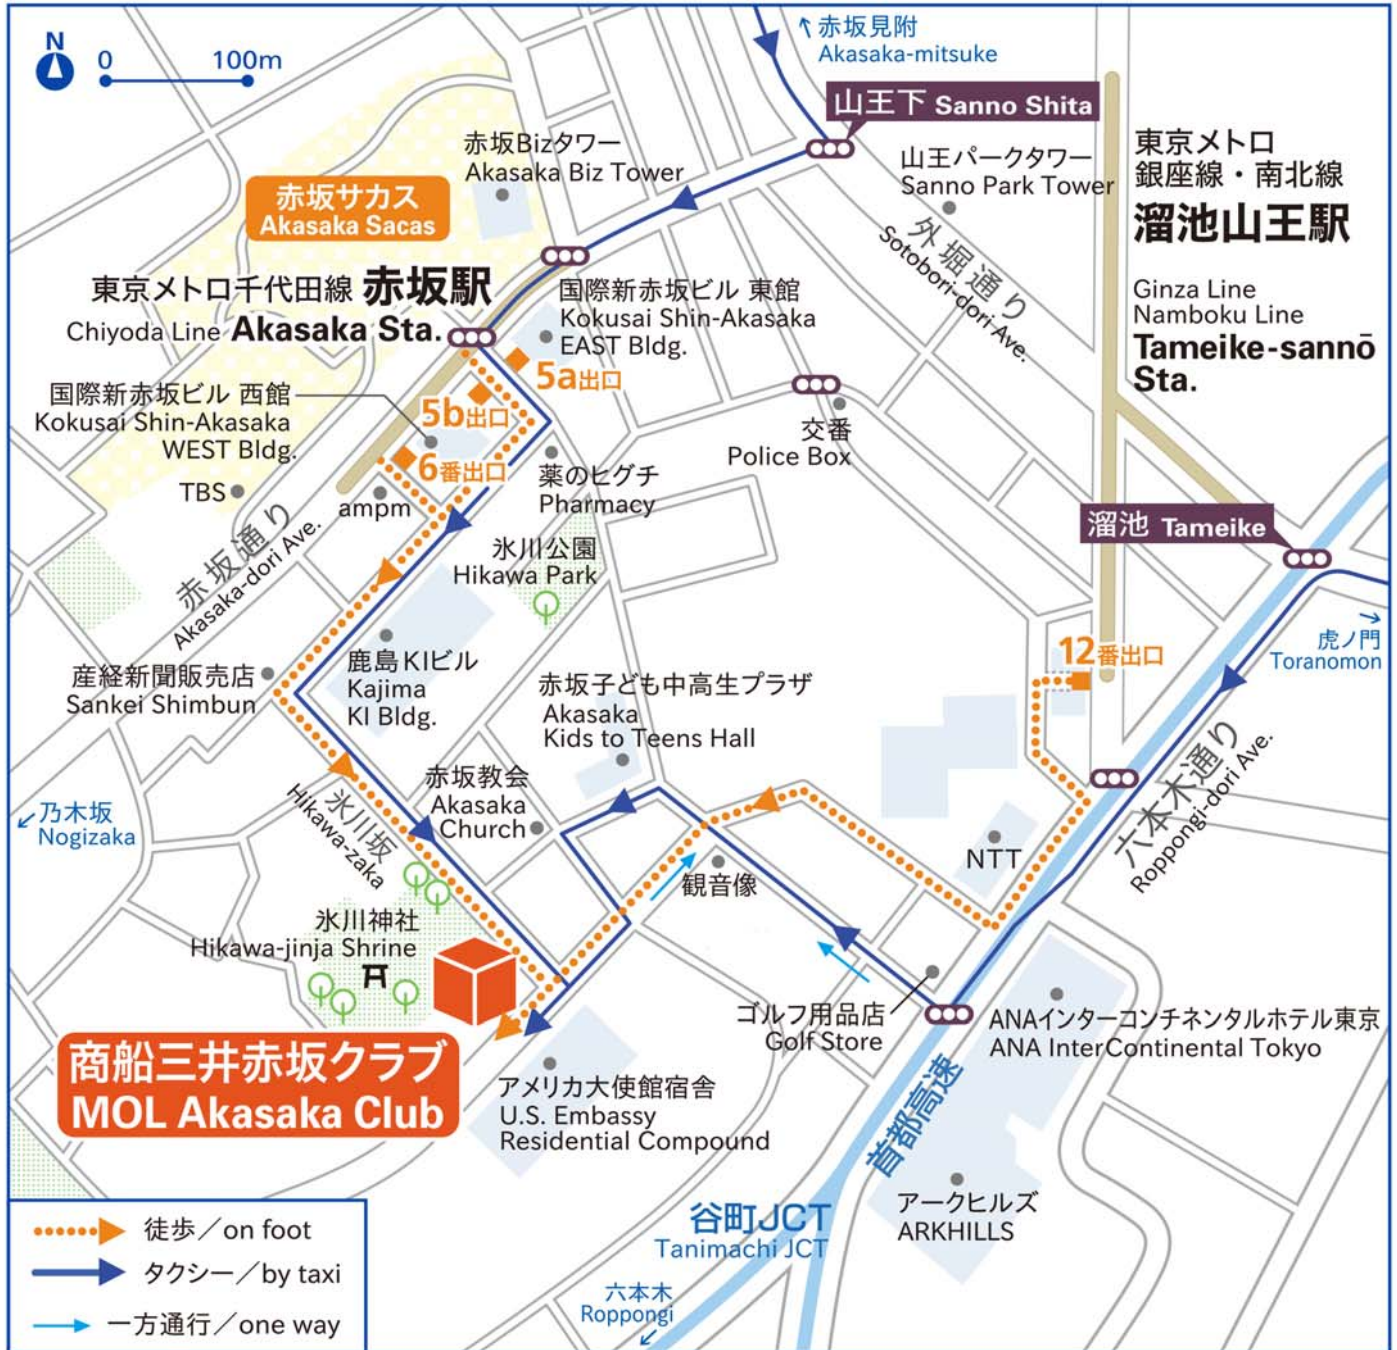 N
0 100m
↖赤坂見附
Akasaka-mitsuke
山王下 Sanno Shita
東京メトロ
銀座線・南北線
溜池山王駅
Ginza Line
Namboku Line
Tameike-sannō
Sta.
山王パークタワー
Sanno Park Tower
外堀通り
Sotobori-dori Ave.
赤坂Bizタワー
Akasaka Biz Tower
赤坂サカス
Akasaka Sacas
東京メトロ千代田線 赤坂駅
Chiyoda Line Akasaka Sta.
国際新赤坂ビル 東館
Kokusai Shin-Akasaka
EAST Bldg.
5a出口
5b出口
6番出口
国際新赤坂ビル 西館
Kokusai Shin-Akasaka
WEST Bldg.
TBS
ampm
赤坂通り
Akasaka-dori Ave.
薬のヒグチ
Pharmacy
交番
Police Box
氷川公園
Hikawa Park
溜池 Tameike
→
虎ノ門
Toranomon
12番出口
産経新聞販売店
Sankei Shimbun
鹿島KIビル
Kajima
KI Bldg.
赤坂子ども中高生プラザ
Akasaka
Kids to Teens Hall
六本木通り
Roppongi-dori Ave.
乃木坂
↙Nogizaka
氷川坂
Hikawa-zaka
赤坂教会
Akasaka
Church
観音像
NTT
氷川神社
Hikawa-jinja Shrine
ゴルフ用品店
Golf Store
ANAインターコンチネンタルホテル東京
ANA InterContinental Tokyo
商船三井赤坂クラブ
MOL Akasaka Club
アメリカ大使館宿舎
U.S. Embassy
Residential Compound
首都高速
アークヒルズ
ARKHILLS
谷町JCT
Tanimachi JCT
六本木
Roppongi
↙
徒歩／on foot
タクシー／by taxi
一方通行／one way